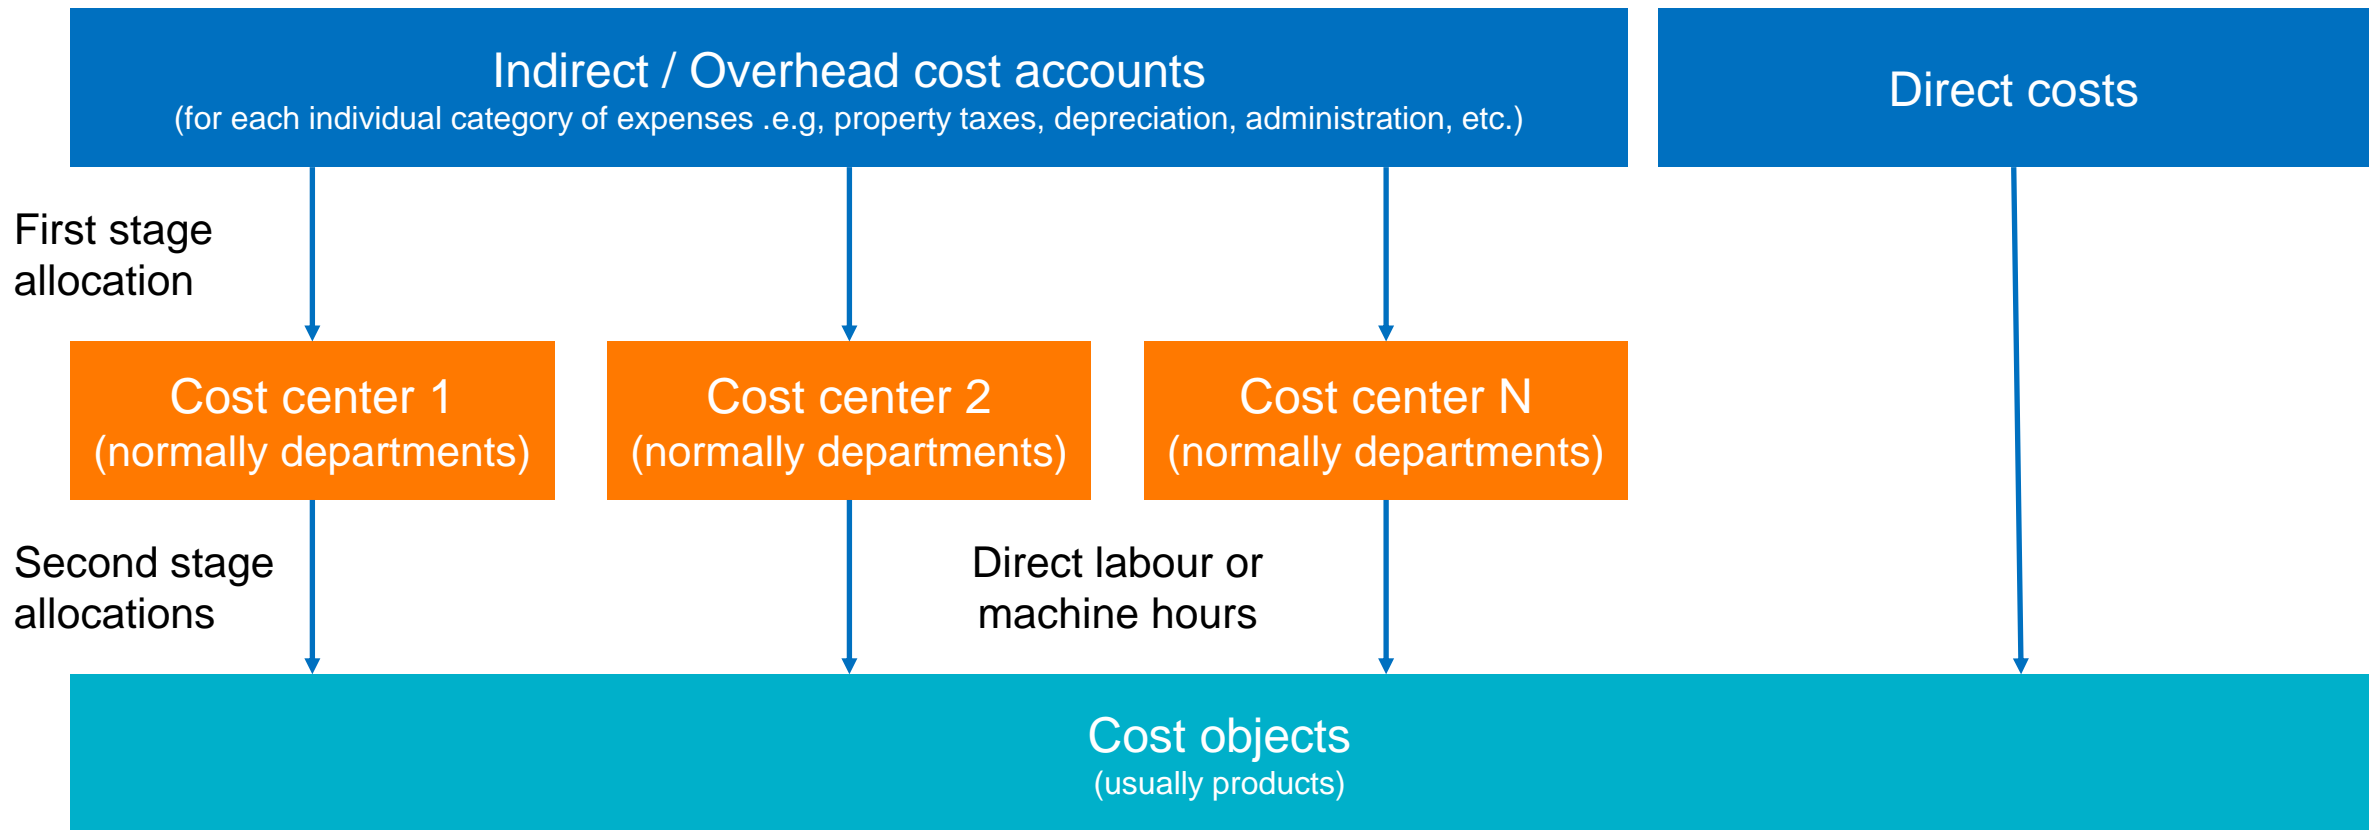 Indirect / Overhead cost accounts
(for each individual category of expenses .e.g, property taxes, depreciation, administration, etc.)
Direct costs
First stage
allocation
Cost center 1
(normally departments)
Cost center 2
(normally departments)
Cost center N
(normally departments)
Second stage
allocations
Direct labour or
machine hours
Cost objects
(usually products)